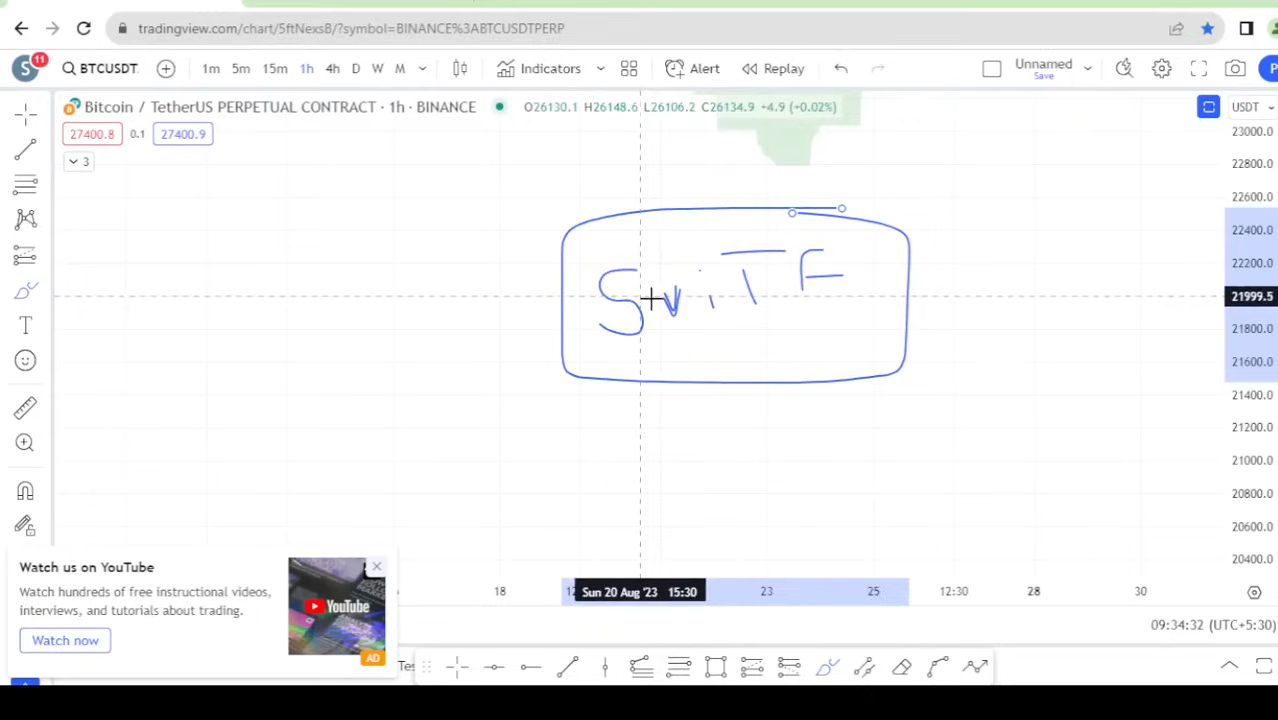 tradingview.com/chart/5ftNexsB/?symbol=BINANCE%3ABTCUSDTPERP
S 11 BTCUSDT. 1m 5m 15m 1h 4h D W M Indicators Alert Replay Unnamed Save P
Bitcoin / TetherUS PERPETUAL CONTRACT · 1h · BINANCE O26130.1 H26148.6 L26106.2 C26134.9 +4.9 (+0.02%) USDT
27400.8 0.1 27400.9
3
23000.0
22800.0
22600.0
22400.0
22200.0
21999.5
21800.0
21600.0
21400.0
21200.0
21000.0
20800.0
20600.0
20400.0
T
Watch us on YouTube
Watch hundreds of free instructional videos,
interviews, and tutorials about trading.
Watch now
YouTube
AD
18 Sun 20 Aug '23 15:30 23 25 12:30 28 30
09:34:32 (UTC+5:30)